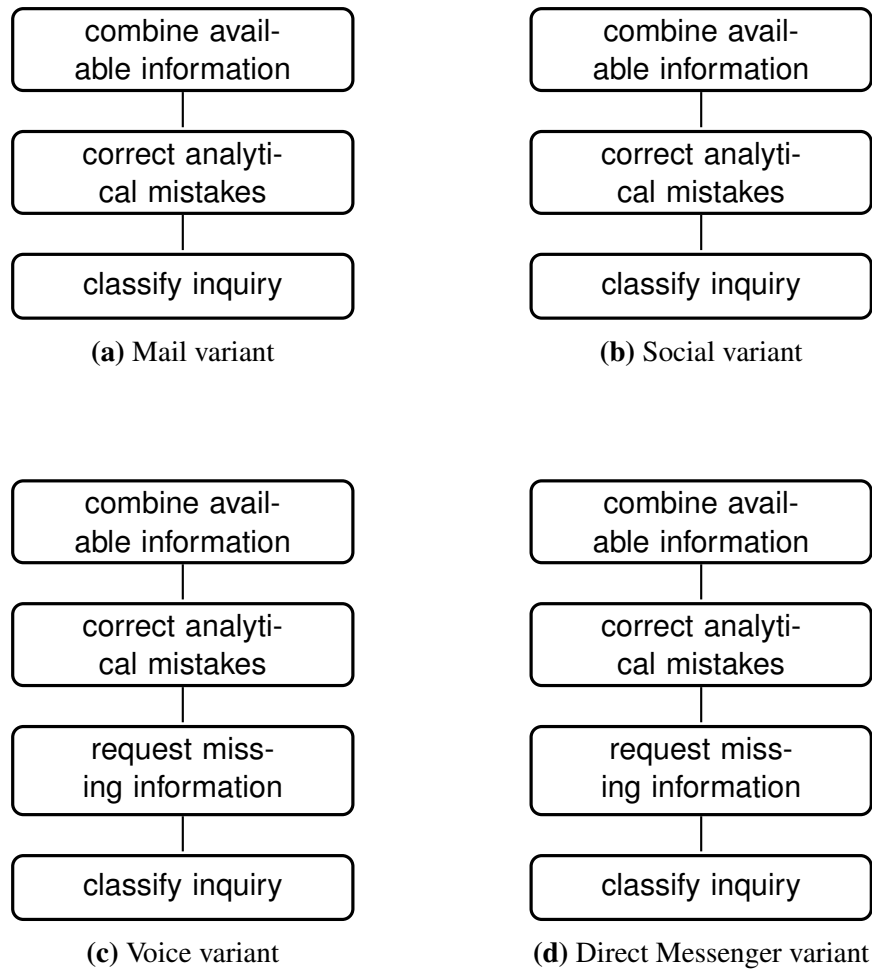 combine avail-
able information
correct analyti-
cal mistakes
classify inquiry
(a) Mail variant
combine avail-
able information
correct analyti-
cal mistakes
classify inquiry
(b) Social variant
combine avail-
able information
correct analyti-
cal mistakes
request miss-
ing information
classify inquiry
(c) Voice variant
combine avail-
able information
correct analyti-
cal mistakes
request miss-
ing information
classify inquiry
(d) Direct Messenger variant